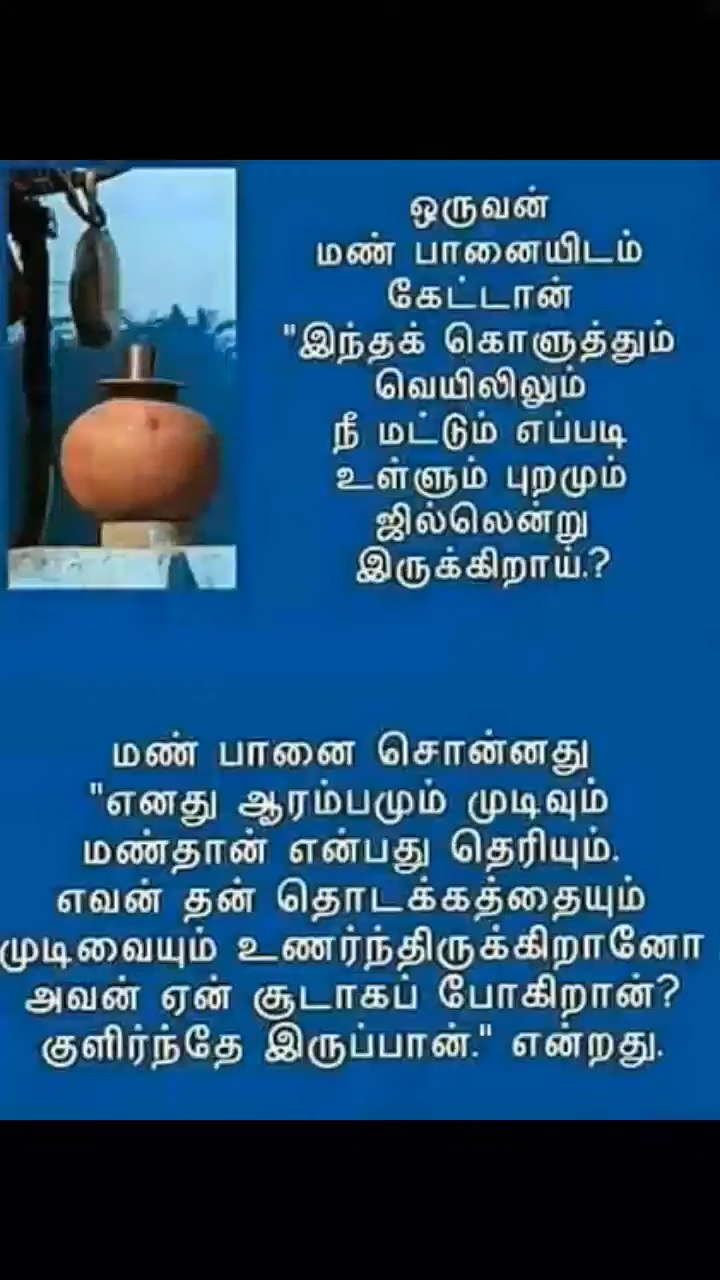 ஒருவன்
மண் பானையிடம்
கேட்டான்
"இந்தக் கொளுத்தும்
வெயிலிலும்
நீ மட்டும் எப்படி
உள்ளும் புறமும்
ஜில்லென்று
இருக்கிறாய்.?
மண் பானை சொன்னது
"எனது ஆரம்பமும் முடிவும்
மண்தான் என்பது தெரியும்.
எவன் தன் தொடக்கத்தையும்
முடிவையும் உணர்ந்திருக்கிறானோ
அவன் ஏன் சூடாகப் போகிறான்?
குளிர்ந்தே இருப்பான்." என்றது.